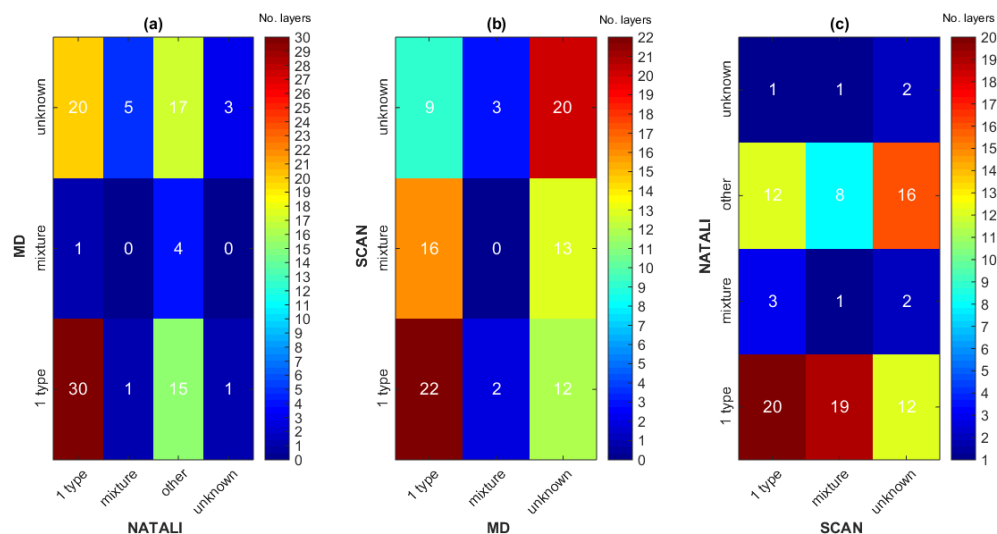 (a)
No. layers
unknown
mixture
1 type
MD
20 5 17 3
1 0 4 0
30 1 15 1
1 type mixture other unknown
NATALI
30
29
28
27
26
25
24
23
22
21
20
20
18
17
16
15
14
13
12
11
10
9
8
7
6
5
4
3
2
1
0
(b)
No. layers
unknown
mixture
1 type
SCAN
9 3 20
16 0 13
22 2 12
1 type mixture unknown
MD
22
21
20
19
18
17
16
15
14
13
12
11
10
9
8
7
6
5
4
3
2
1
0
(c)
No. layers
unknown
other
mixture
1 type
NATALI
1 1 2
12 8 16
3 1 2
20 19 12
1 type mixture unknown
SCAN
20
19
18
17
16
15
14
13
12
11
10
9
8
7
6
5
4
3
2
1